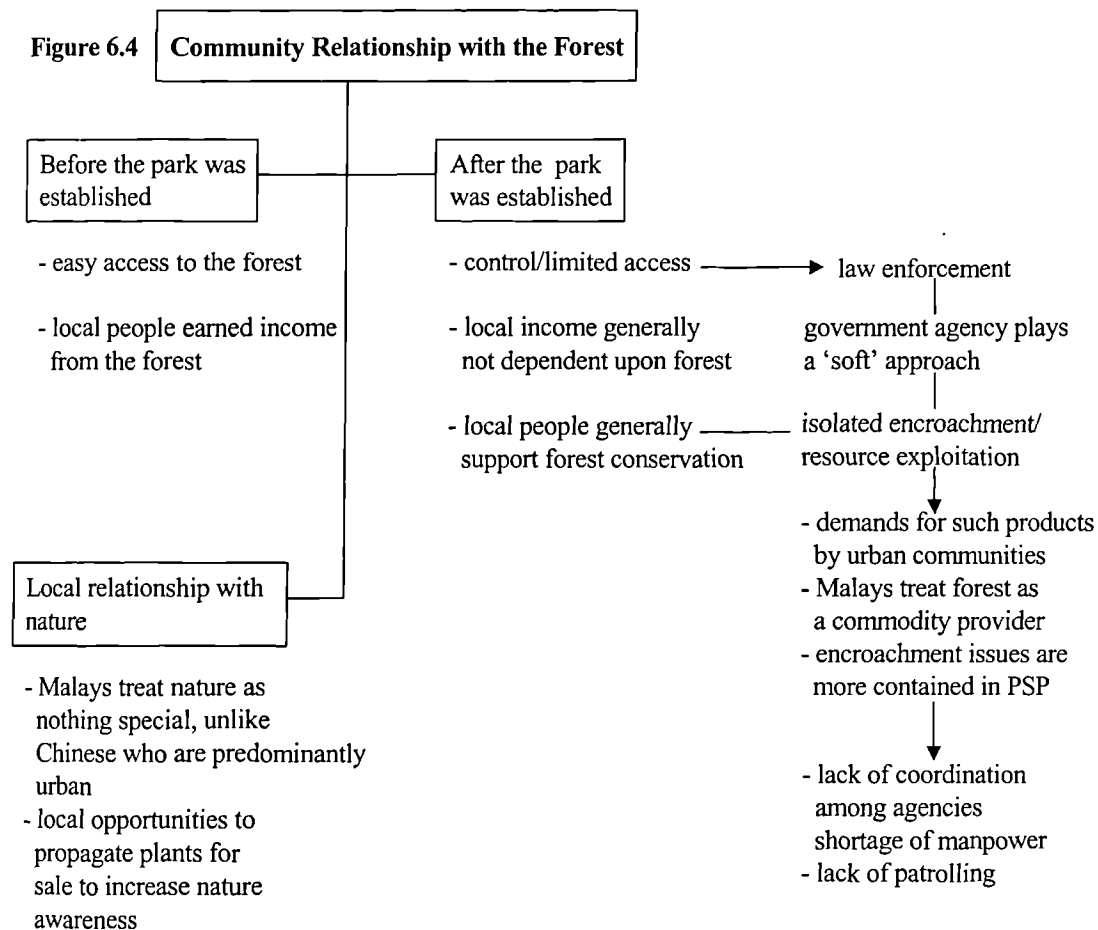 Figure 6.4 Community Relationship with the Forest
Before the park was
established
- easy access to the forest
- local people earned income
from the forest
After the park
was established
- control/limited access
- local income generally
not dependent upon forest
- local people generally
support forest conservation
law enforcement
government agency plays
a ‘soft’ approach
isolated encroachment/
resource exploitation
- demands for such products
by urban communities
- Malays treat forest as
a commodity provider
- encroachment issues are
more contained in PSP
- lack of coordination
among agencies
shortage of manpower
- lack of patrolling
Local relationship with
nature
- Malays treat nature as
nothing special, unlike
Chinese who are predominantly
urban
- local opportunities to
propagate plants for
sale to increase nature
awareness